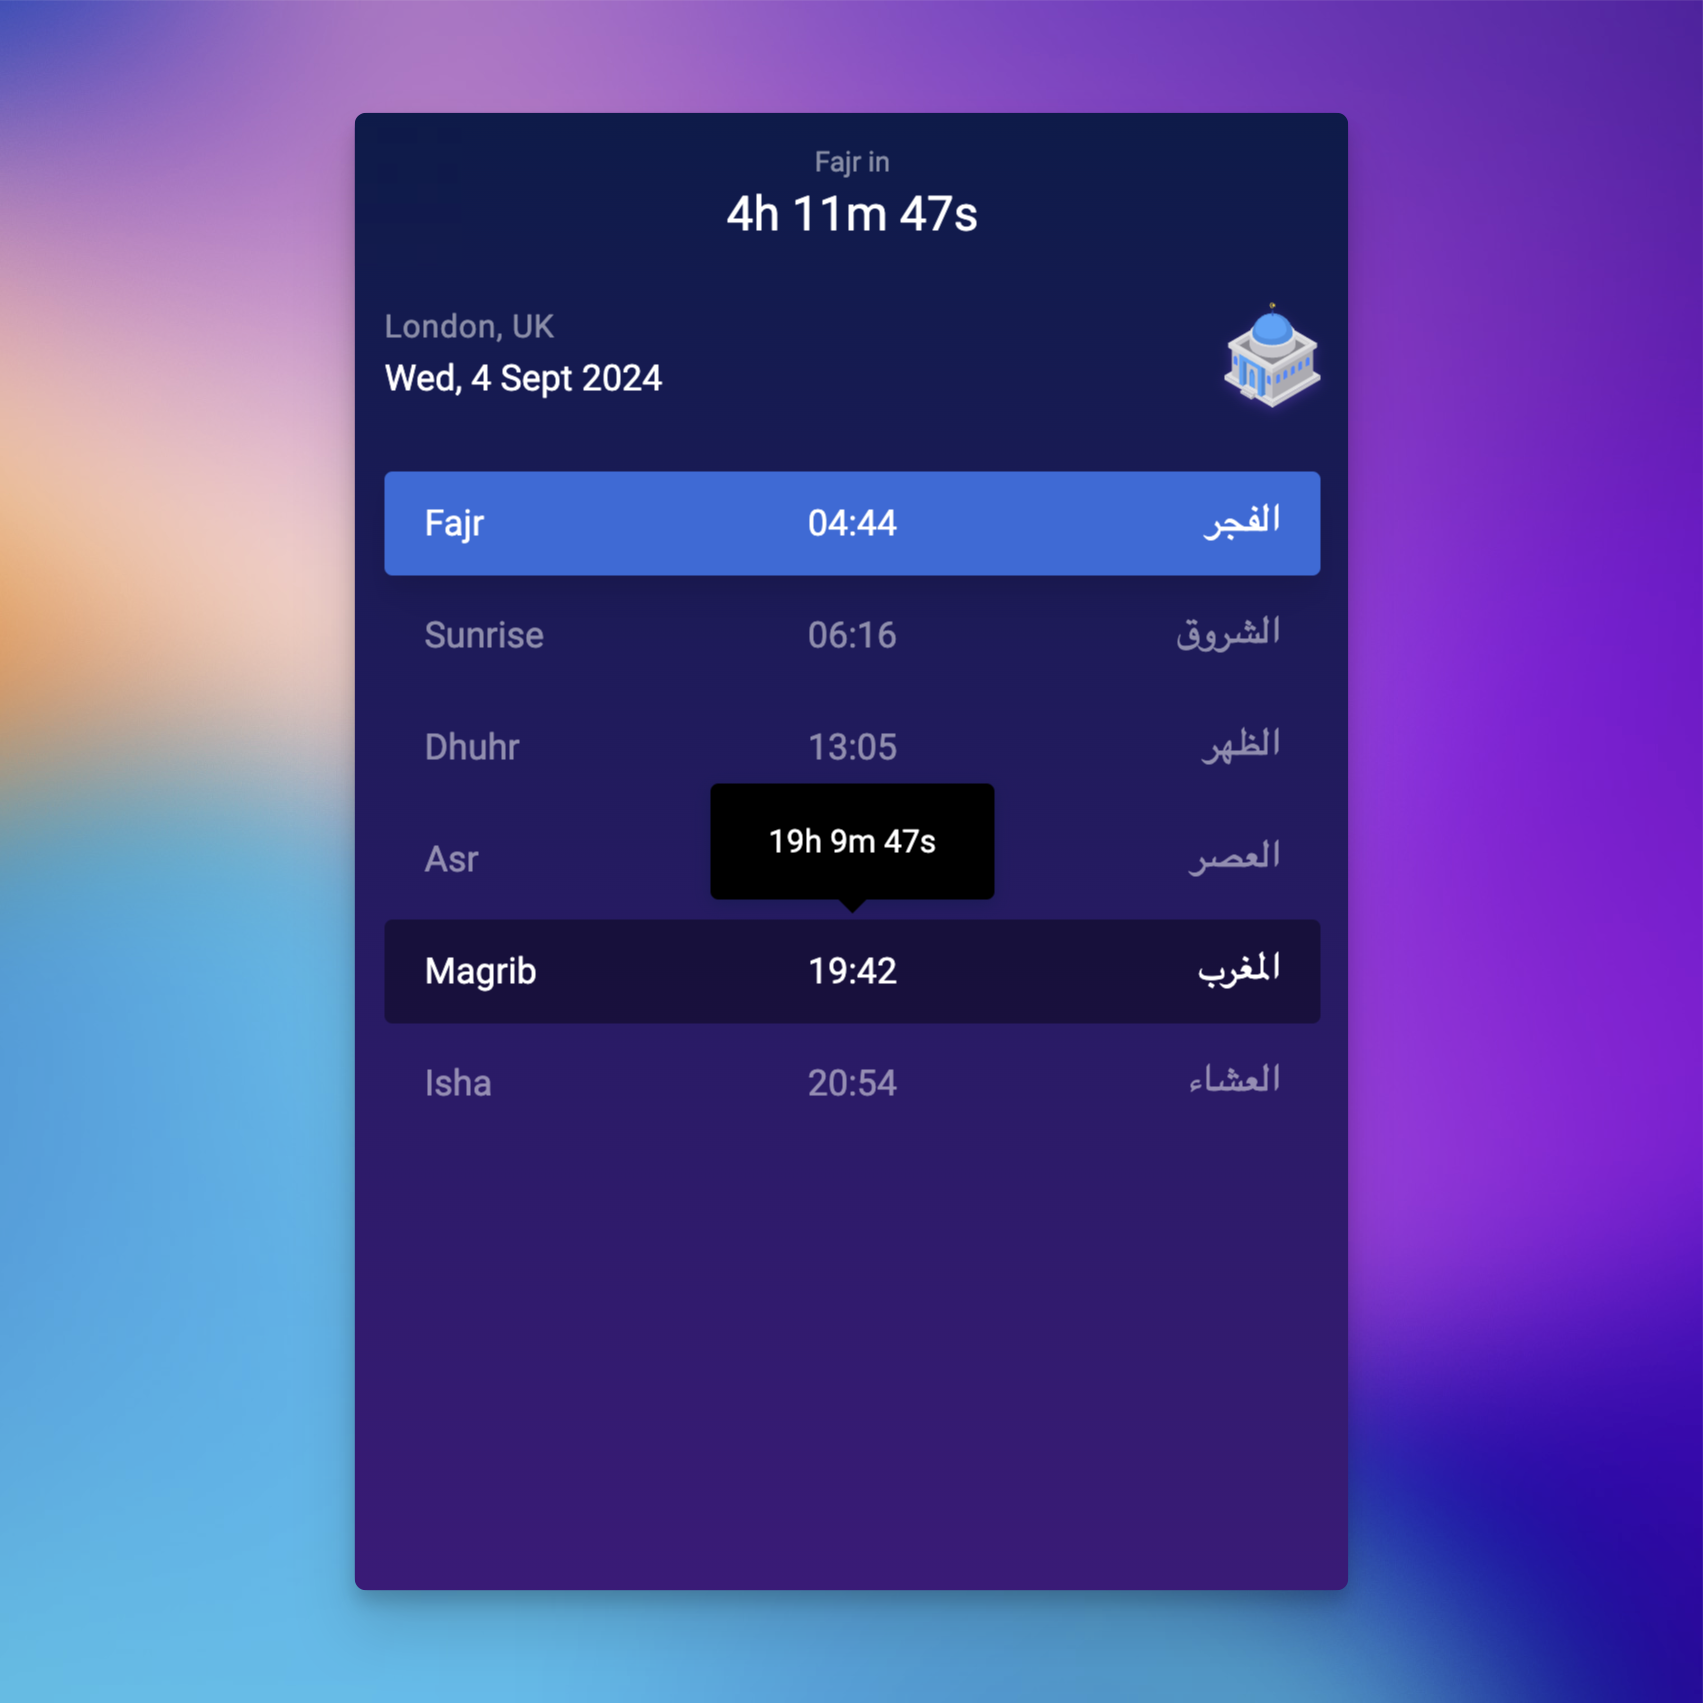 Fajr in
4h 11m 47s
London, UK
Wed, 4 Sept 2024
Fajr 04:44 الفجر
Sunrise 06:16 الشروق
Dhuhr 13:05 الظهر
19h 9m 47s
Asr العصر
Magrib 19:42 المغرب
Isha 20:54 العشاء